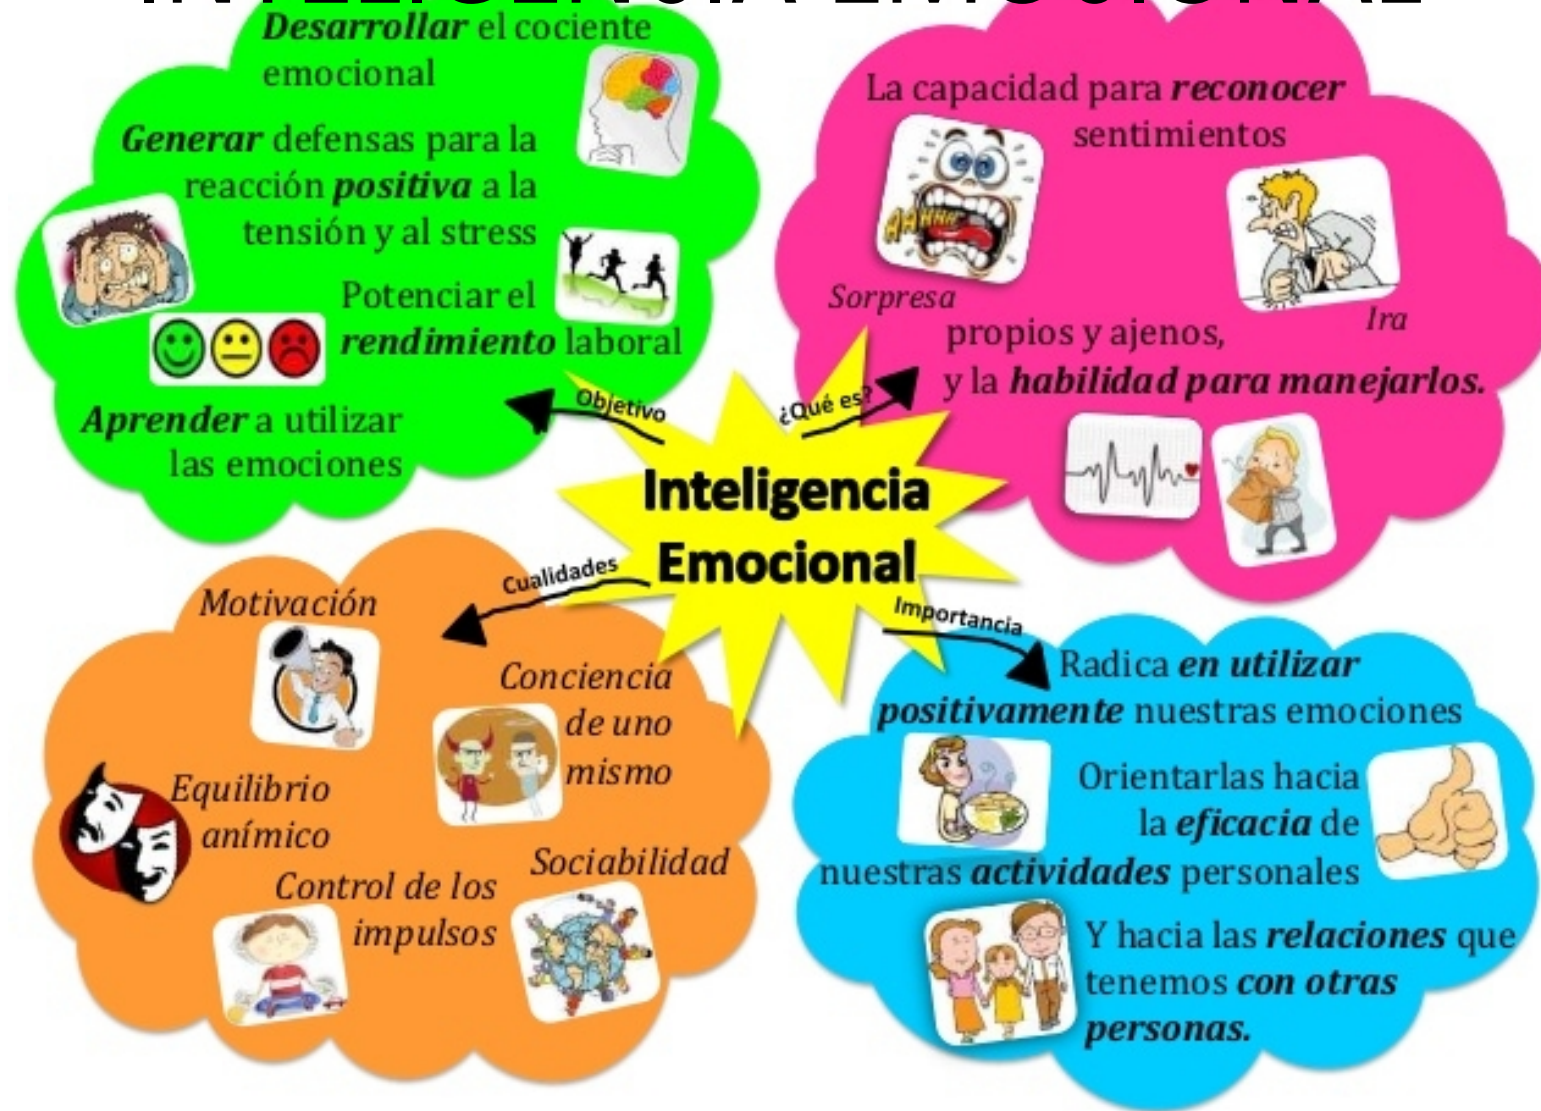 INTELIGENCIA EMOCIONAL
Desarrollar el cociente
emocional
Generar defensas para la
reacción positiva a la
tensión y al stress
Potenciar el
rendimiento laboral
Aprender a utilizar
las emociones
Objetivo
La capacidad para reconocer
sentimientos
AAHHH
Sorpresa
Ira
propios y ajenos,
y la habilidad para manejarlos.
¿Qué es?
Inteligencia
Emocional
Cualidades
Motivación
Conciencia
de uno
mismo
Equilibrio
anímico
Control de los
impulsos
Sociabilidad
Importancia
Radica en utilizar
positivamente nuestras emociones
Orientarlas hacia
la eficacia de
nuestras actividades personales
Y hacia las relaciones que
tenemos con otras
personas.